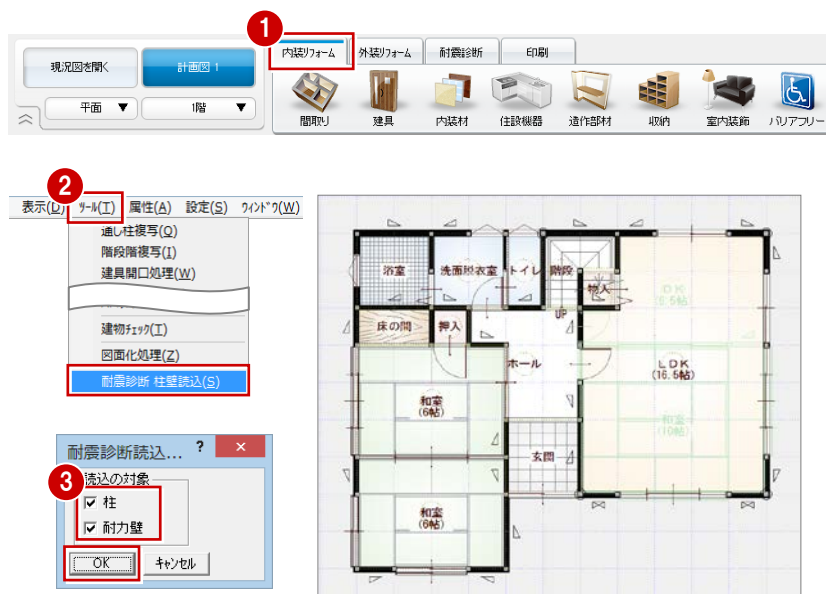 1
内装リフォーム
外装リフォーム
耐震診断
印刷
現況図を開く
計画図 1
平面 ▼
1階 ▼
間取り
建具
内装材
住設機器
造作部材
収納
室内装飾
バリアフリー
2
表示(D)
ツール(T)
属性(A)
設定(S)
ウィンドウ(W)
通し柱複写(Q)
階段階複写(I)
建具開口処理(W)
建物チェック(T)
図面化処理(Z)
耐震診断 柱壁読込(S)
耐震診断読込... ? ×
3
読込の対象
柱
耐力壁
OK
キャンセル
浴室
洗面脱衣室
トイレ
階段
物入
UP
床の間
押入
ホール
DK
LDK
(16.5帖)
和室
(10帖)
和室
(6帖)
玄関
和室
(6帖)